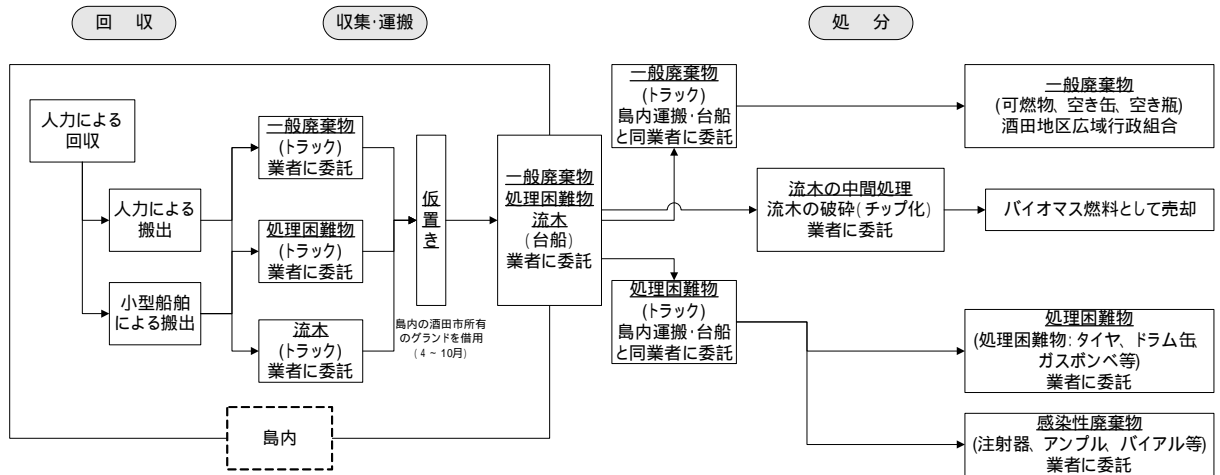 回 収
収集･運搬
処 分
人力による
回収
人力による
搬出
小型船舶
による搬出
一般廃棄物
(トラック)
業者に委託
処理困難物
(トラック)
業者に委託
流木
(トラック)
業者に委託
仮置き
島内の酒田市所有
のグランドを借用
(4～10月)
島内
一般廃棄物
処理困難物
流木
(台船)
業者に委託
一般廃棄物
(トラック)
島内運搬･台船
と同業者に委託
処理困難物
(トラック)
島内運搬･台船
と同業者に委託
流木の中間処理
流木の破砕(チップ化)
業者に委託
一般廃棄物
(可燃物、空き缶、空き瓶)
酒田地区広域行政組合
バイオマス燃料として売却
処理困難物
(処理困難物:タイヤ、ドラム缶、
ガスボンベ等)
業者に委託
感染性廃棄物
(注射器、アンプル、バイアル等)
業者に委託